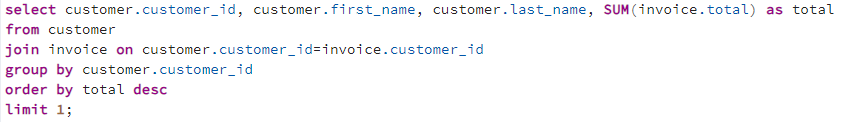 select customer.customer_id, customer.first_name, customer.last_name, SUM(invoice.total) as total
from customer
join invoice on customer.customer_id=invoice.customer_id
group by customer.customer_id
order by total desc
limit 1;